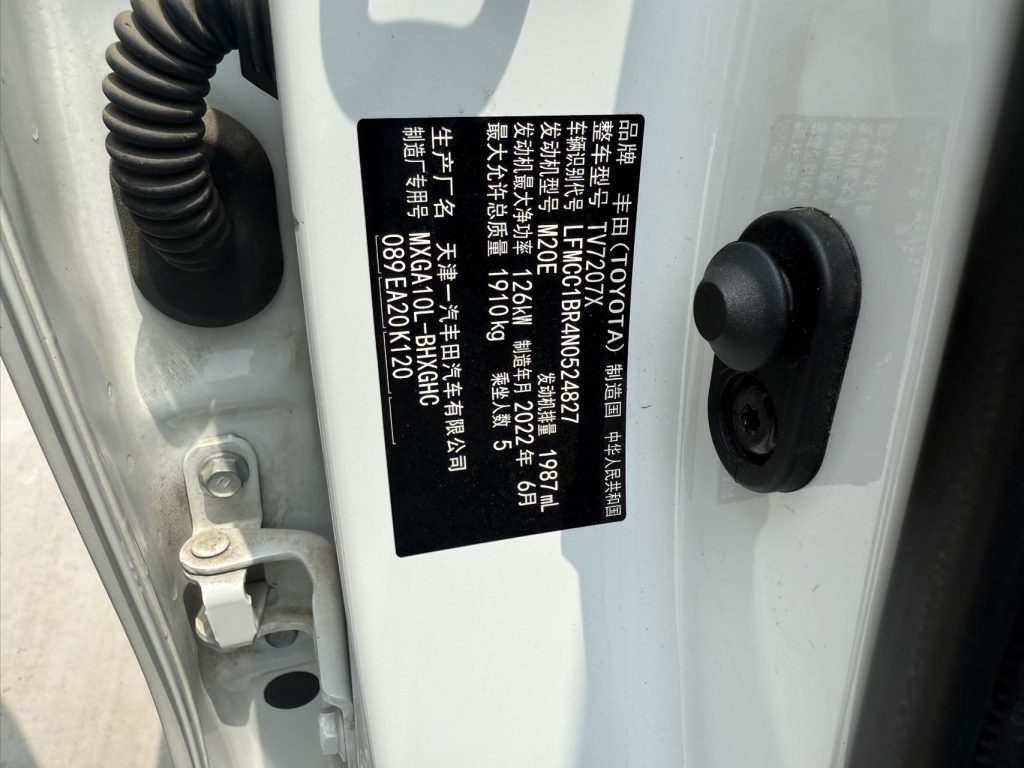 品牌 丰田(TOYOTA) 制造国 中华人民共和国
整车型号 TV7207X
车辆识别代号 LFMCC1BR4N0524827
发动机型号 M20E 发动机排量 1987mL
发动机最大净功率 126kW 制造年月 2022年 6月
最大允许总质量 1910kg 乘坐人数 5
生产厂名 天津一汽丰田汽车有限公司
制造厂专用号 MXGA10L-BHXGHC
089 EA20 K120